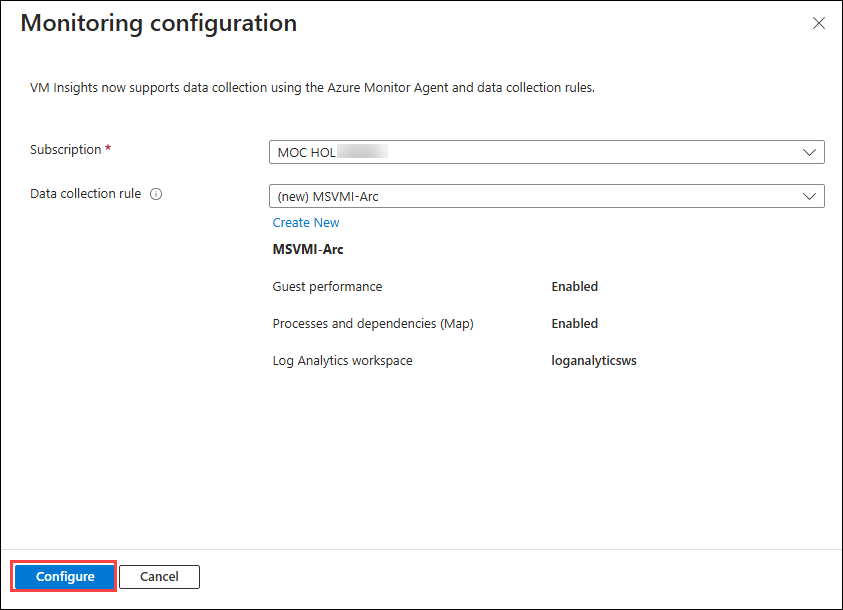 Monitoring configuration
VM Insights now supports data collection using the Azure Monitor Agent and data collection rules.
Subscription *
MOC HOL
Data collection rule
(new) MSVMI-Arc
Create New
MSVMI-Arc
Guest performance Enabled
Processes and dependencies (Map) Enabled
Log Analytics workspace loganalyticsws
Configure Cancel